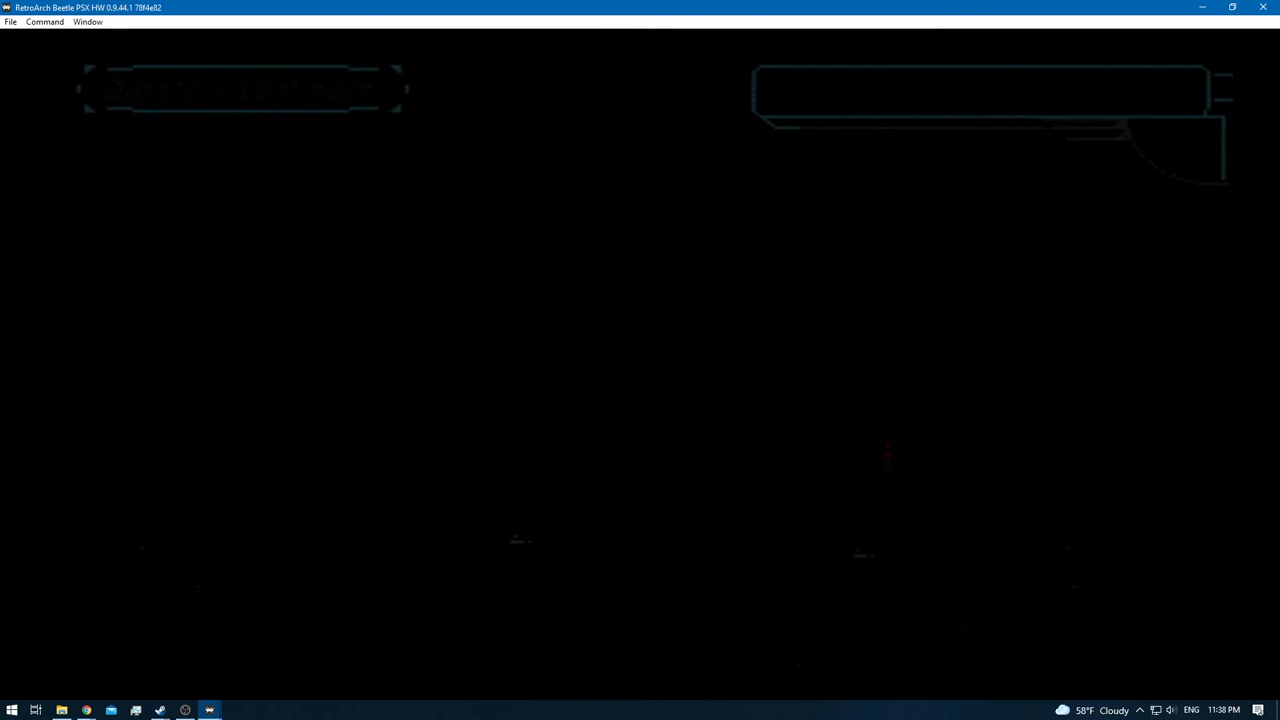 RetroArch Beetle PSX HW 0.9.44.1 78f4e82
File Command Window
58°F Cloudy ENG 11:38 PM